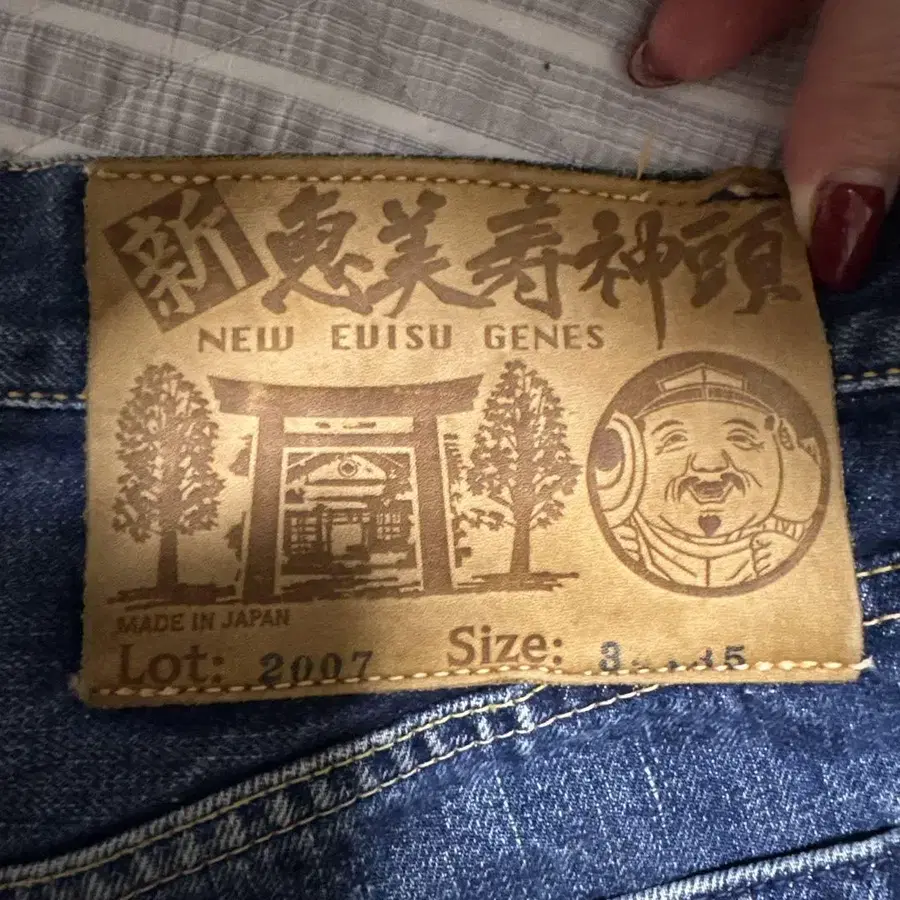 新 恵美寿神頭
NEW EVISU GENES
MADE IN JAPAN
Lot: 2007 Size: